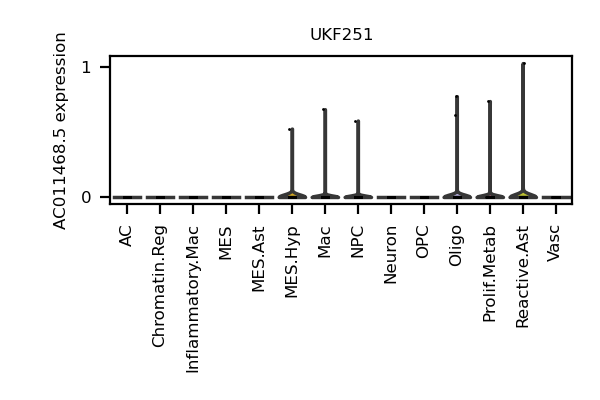 UKF251
AC011468.5 expression
1
0
AC
Chromatin.Reg
Inflammatory.Mac
MES
MES.Ast
MES.Hyp
Mac
NPC
Neuron
OPC
Oligo
Prolif.Metab
Reactive.Ast
Vasc